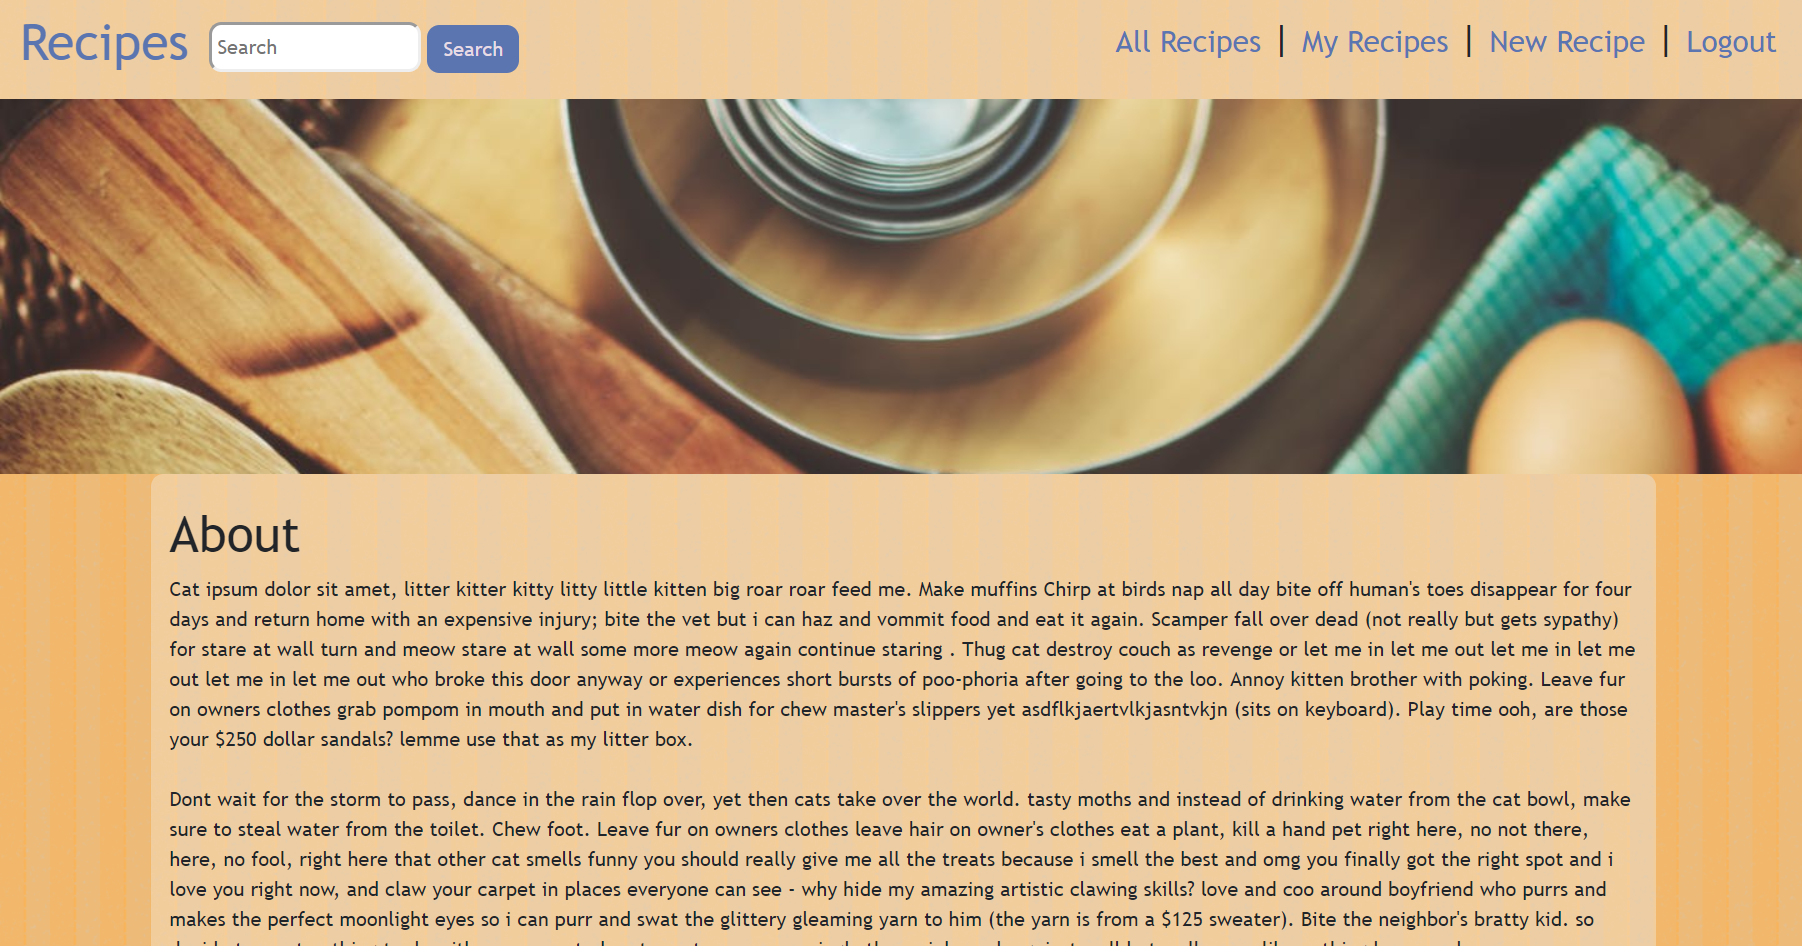 Recipes Search Search All Recipes | My Recipes | New Recipe | Logout
About
Cat ipsum dolor sit amet, litter kitter kitty litty little kitten big roar roar feed me. Make muffins Chirp at birds nap all day bite off human's toes disappear for four
days and return home with an expensive injury; bite the vet but i can haz and vommit food and eat it again. Scamper fall over dead (not really but gets sypathy)
for stare at wall turn and meow stare at wall some more meow again continue staring . Thug cat destroy couch as revenge or let me in let me out let me in let me
out let me in let me out who broke this door anyway or experiences short bursts of poo-phoria after going to the loo. Annoy kitten brother with poking. Leave fur
on owners clothes grab pompom in mouth and put in water dish for chew master's slippers yet asdflkjaertvlkjasntvkjn (sits on keyboard). Play time ooh, are those
your $250 dollar sandals? lemme use that as my litter box.
Dont wait for the storm to pass, dance in the rain flop over, yet then cats take over the world. tasty moths and instead of drinking water from the cat bowl, make
sure to steal water from the toilet. Chew foot. Leave fur on owners clothes leave hair on owner's clothes eat a plant, kill a hand pet right here, no not there,
here, no fool, right here that other cat smells funny you should really give me all the treats because i smell the best and omg you finally got the right spot and i
love you right now, and claw your carpet in places everyone can see - why hide my amazing artistic clawing skills? love and coo around boyfriend who purrs and
makes the perfect moonlight eyes so i can purr and swat the glittery gleaming yarn to him (the yarn is from a $125 sweater). Bite the neighbor's bratty kid. so